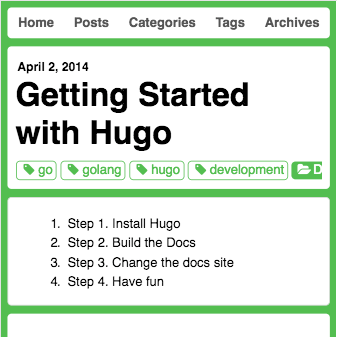 Home Posts Categories Tags Archives
April 2, 2014
Getting Started
with Hugo
go golang hugo development D
1. Step 1. Install Hugo
2. Step 2. Build the Docs
3. Step 3. Change the docs site
4. Step 4. Have fun